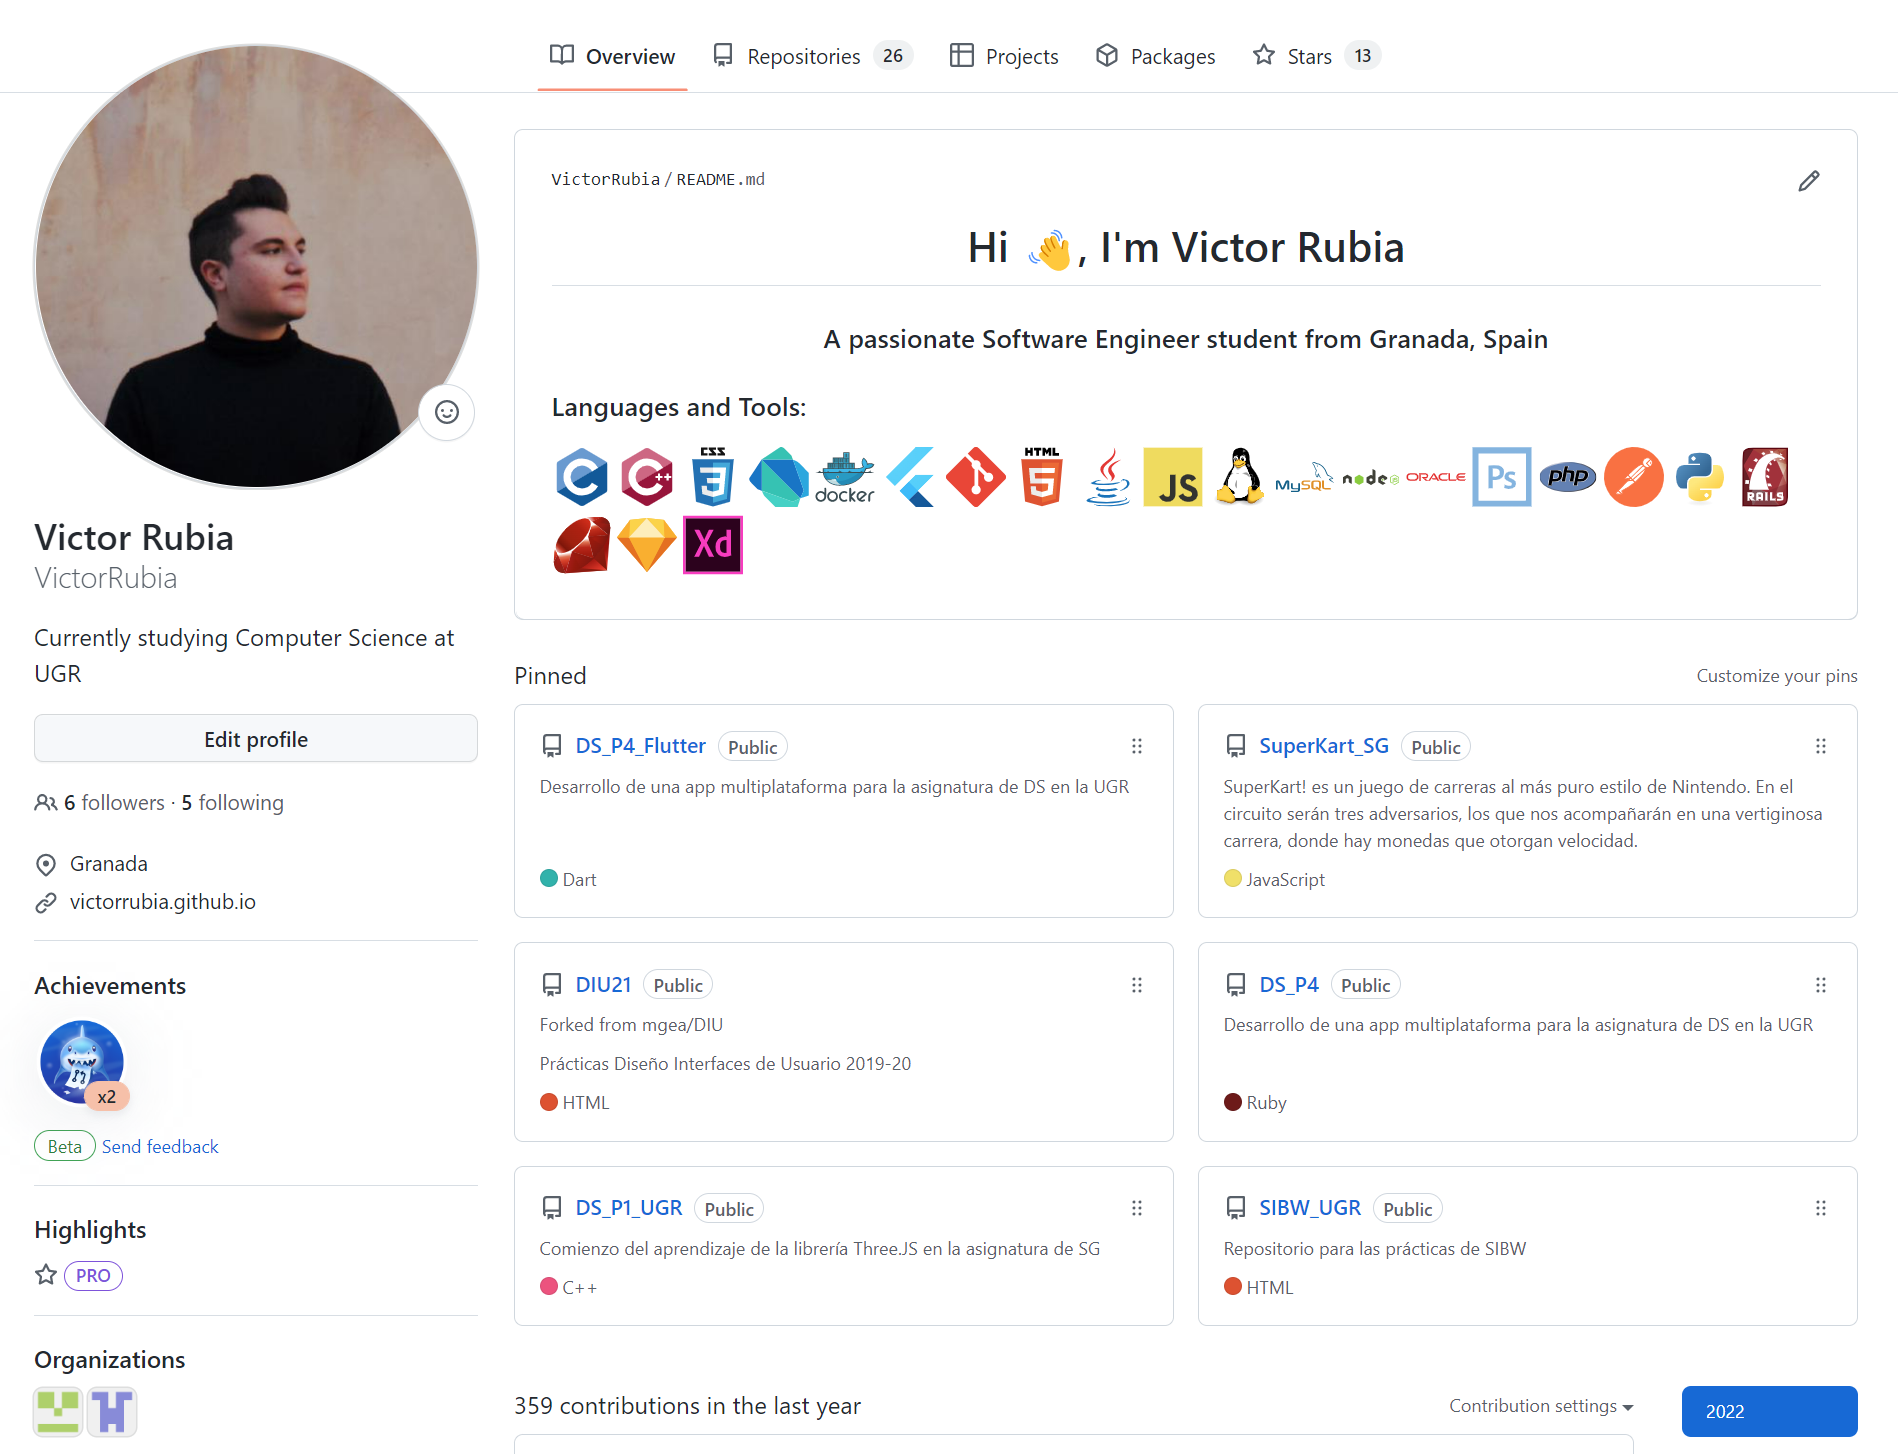 Overview
Repositories 26
Projects
Packages
Stars 13
VictorRubia / README.md
Hi 👋, I'm Victor Rubia
A passionate Software Engineer student from Granada, Spain
Languages and Tools:
C
C++
CSS 3
docker
HTML 5
JS
MySQL
node JS
ORACLE
Ps
php
RAILS
Xd
Victor Rubia
VictorRubia
Currently studying Computer Science at
UGR
Edit profile
6 followers · 5 following
Granada
victorrubia.github.io
Achievements
x2
Beta Send feedback
Highlights
PRO
Organizations
Pinned
Customize your pins
DS_P4_Flutter Public
Desarrollo de una app multiplataforma para la asignatura de DS en la UGR
Dart
SuperKart_SG Public
SuperKart! es un juego de carreras al más puro estilo de Nintendo. En el
circuito serán tres adversarios, los que nos acompañarán en una vertiginosa
carrera, donde hay monedas que otorgan velocidad.
JavaScript
DIU21 Public
Forked from mgea/DIU
Prácticas Diseño Interfaces de Usuario 2019-20
HTML
DS_P4 Public
Desarrollo de una app multiplataforma para la asignatura de DS en la UGR
Ruby
DS_P1_UGR Public
Comienzo del aprendizaje de la librería Three.JS en la asignatura de SG
C++
SIBW_UGR Public
Repositorio para las prácticas de SIBW
HTML
359 contributions in the last year
Contribution settings
2022